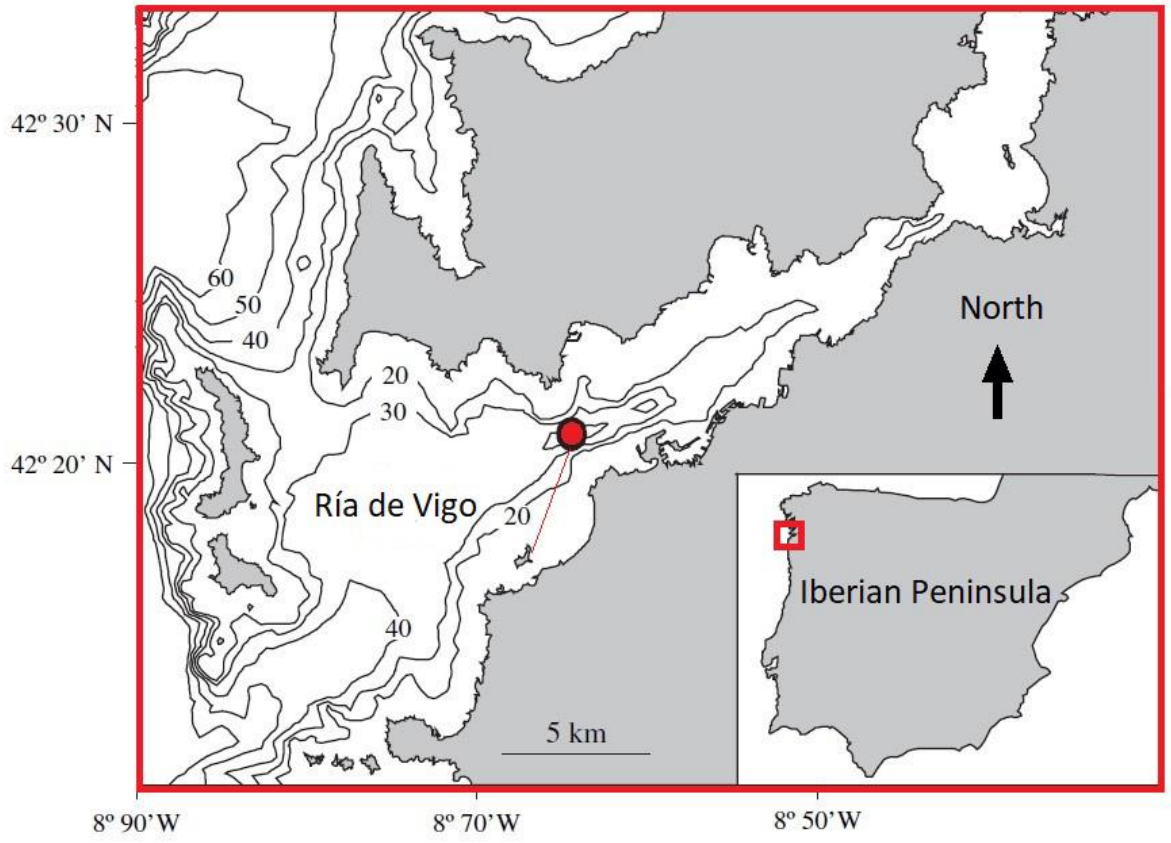 42º 30’ N
60
50
40
North
20
30
42º 20’ N
Ría de Vigo
20
Iberian Peninsula
40
5 km
8º 90’W
8º 70’W
8º 50’W